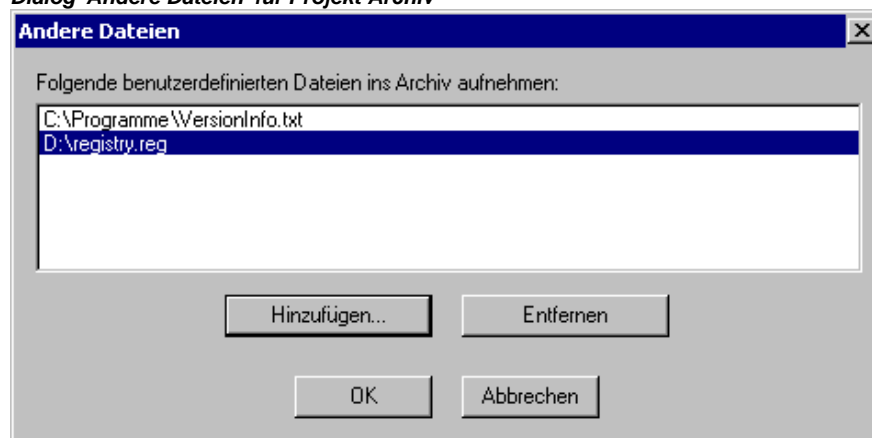 Dialog 'Andere Dateien' für Projekt Archiv
Andere Dateien
Folgende benutzerdefinierten Dateien ins Archiv aufnehmen:
C:\Programme\VersionInfo.txt
D:\registry.reg
Hinzufügen... Entfernen
OK Abbrechen